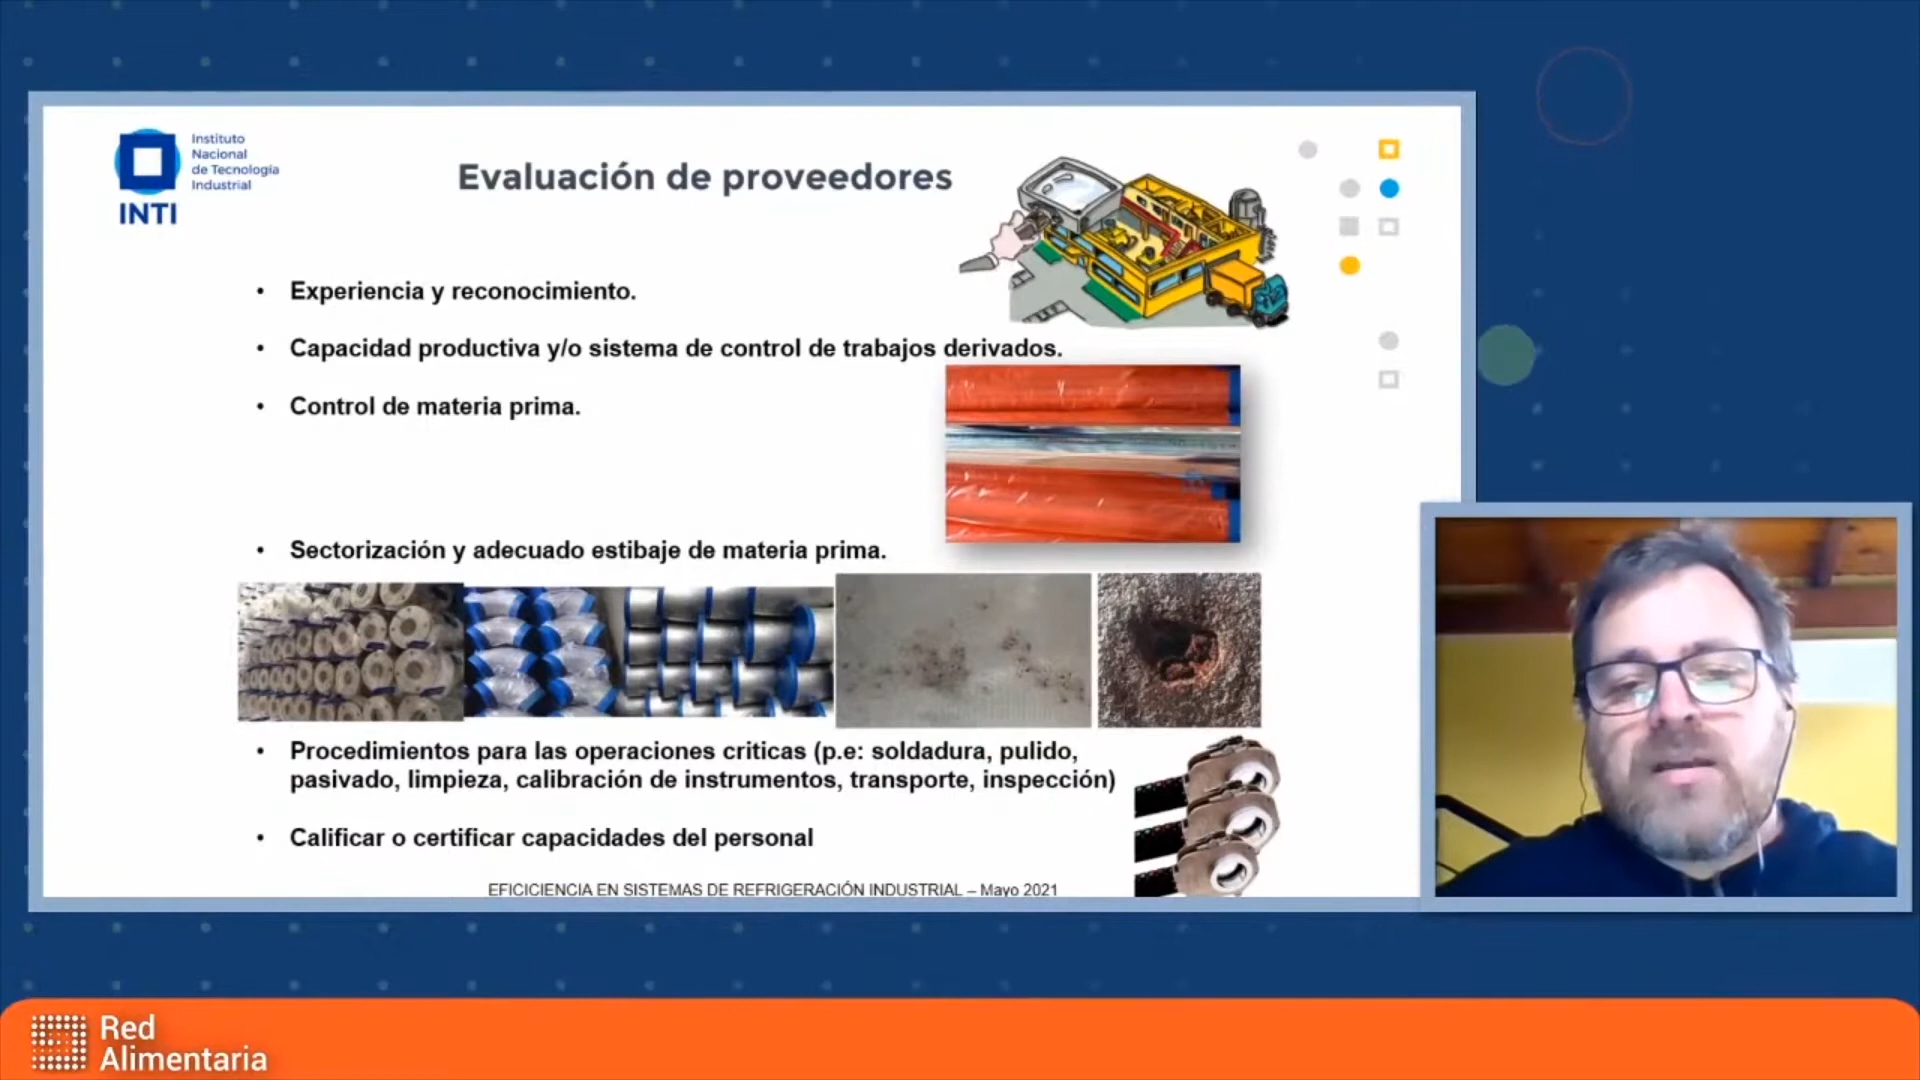 Instituto
Nacional
de Tecnología
Industrial
INTI
Evaluación de proveedores
• Experiencia y reconocimiento.
• Capacidad productiva y/o sistema de control de trabajos derivados.
• Control de materia prima.
• Sectorización y adecuado estibaje de materia prima.
• Procedimientos para las operaciones criticas (p.e: soldadura, pulido,
pasivado, limpieza, calibración de instrumentos, transporte, inspección)
• Calificar o certificar capacidades del personal
EFICICIENCIA EN SISTEMAS DE REFRIGERACIÓN INDUSTRIAL – Mayo 2021
Red
Alimentaria